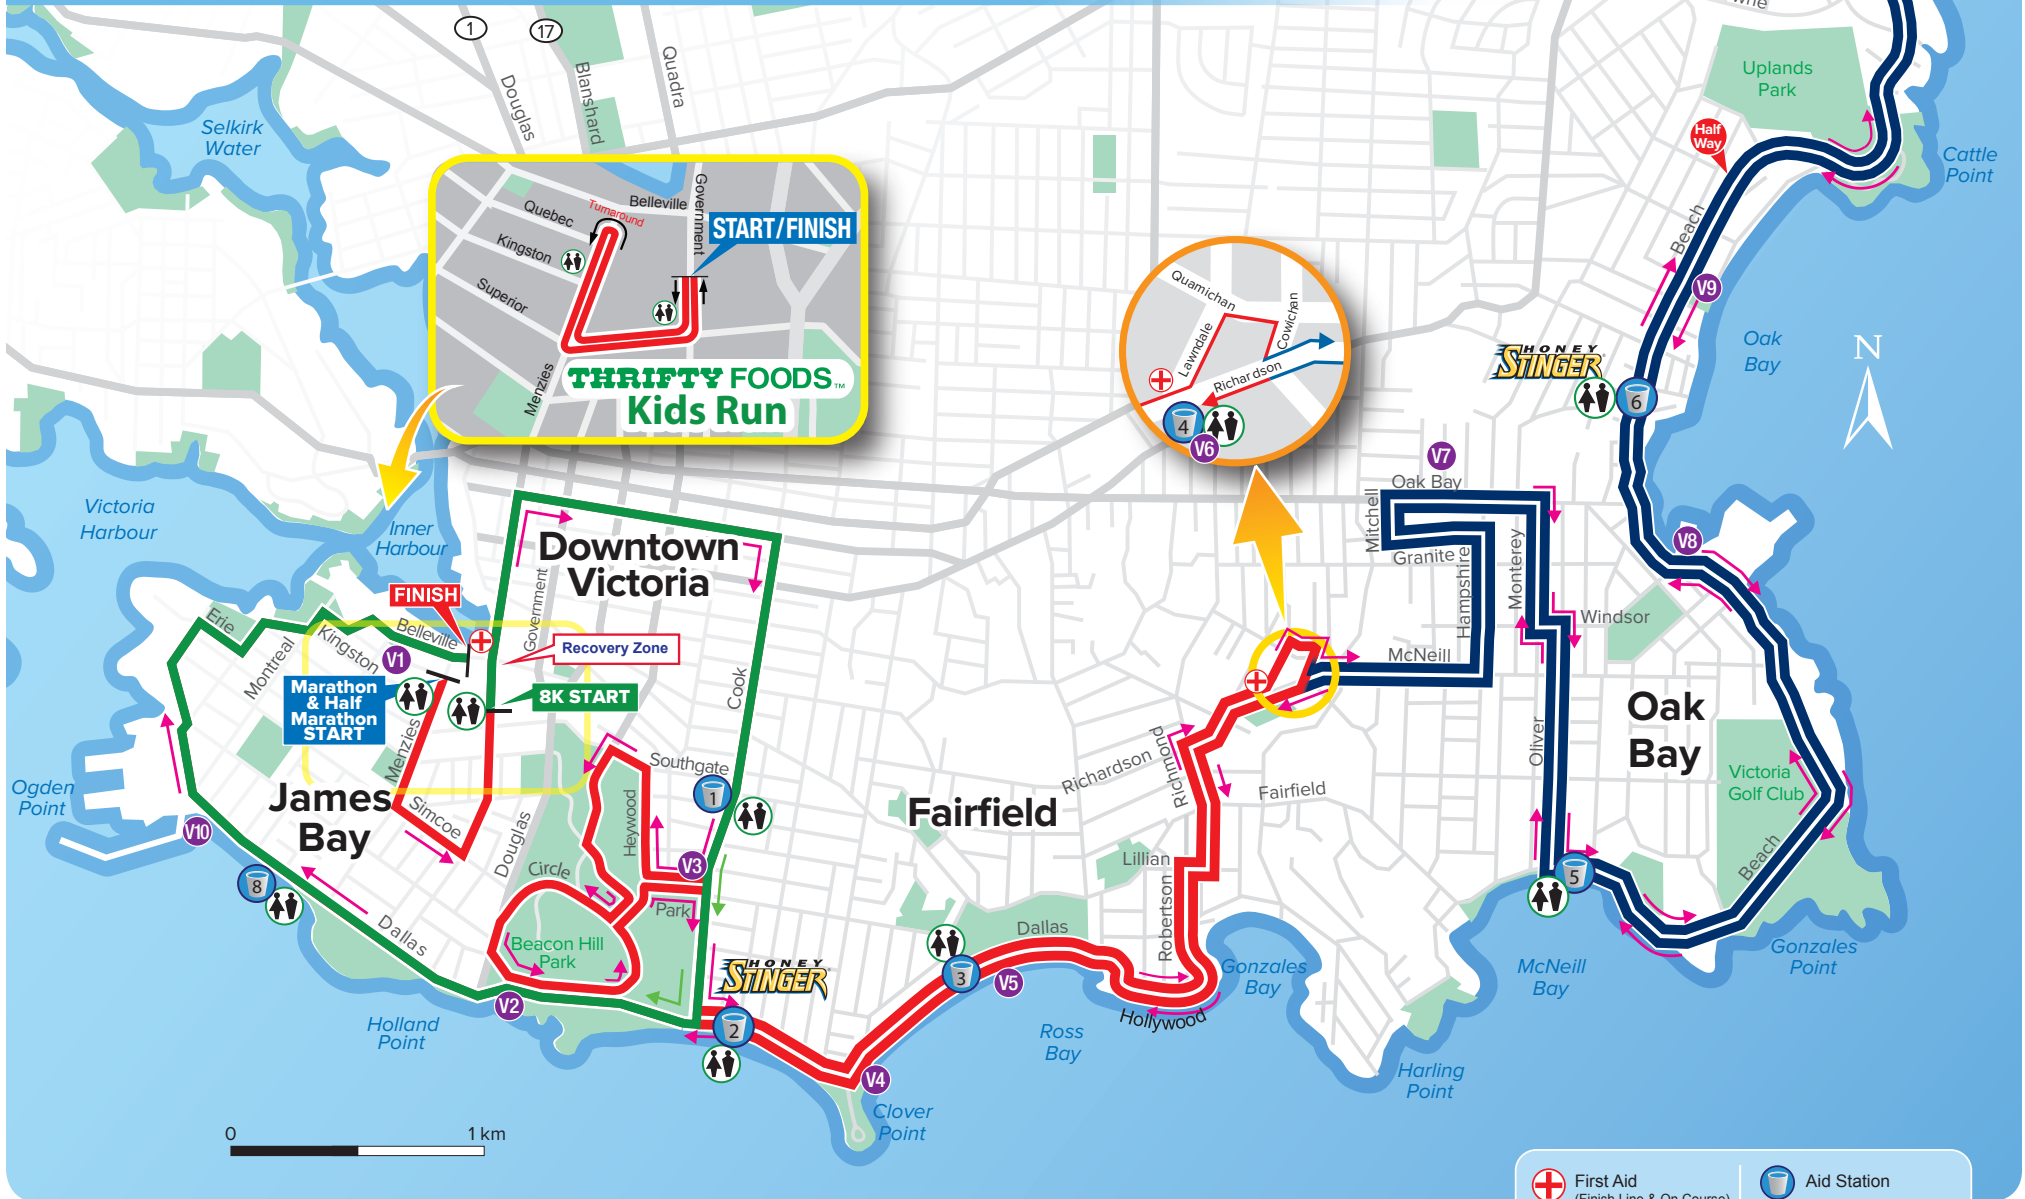 wne
1
17
Douglas
Blanshard
Quadra
Uplands
Park
Selkirk
Water
Half
Way
Cattle
Point
Quebec
Turnaround
Belleville
Government
START/FINISH
Kingston
Superior
Menzies
THRIFTY FOODS™
Kids Run
Quamichan
Lawndale
Cowichan
Richardson
4
V6
Beach
V9
Oak
Bay
N
HONEY
STINGER
6
V7
Oak Bay
Mitchell
Granite
Hampshire
Monterey
Windsor
V8
Victoria
Harbour
Inner
Harbour
Downtown
Victoria
Government
FINISH
Erie
Kingston
Belleville
Montreal
V1
Recovery Zone
8K START
Marathon
& Half
Marathon
START
Menzies
Cook
McNeill
Oliver
Oak
Bay
Ogden
Point
James
Bay
Simcoe
Douglas
Southgate
1
Heywood
Richardson
Richmond
Fairfield
Fairfield
Victoria
Golf Club
V10
8
Circle
V3
Park
Lillian
Robertson
5
Beach
Dallas
Beacon Hill
Park
Dallas
HONEY
STINGER
3
V5
Gonzales
Bay
McNeill
Bay
Gonzales
Point
V2
Holland
Point
2
Hollywood
Ross
Bay
V4
Harling
Point
Clover
Point
0
1 km
First Aid
(Finish Line & On Course)
Aid Station